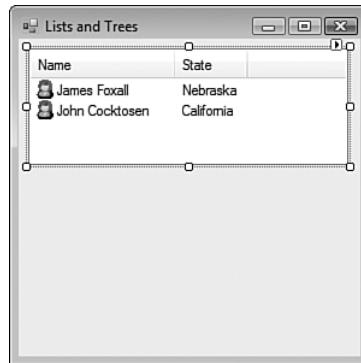 Lists and Trees
Name State
James Foxall Nebraska
John Cocktosen California